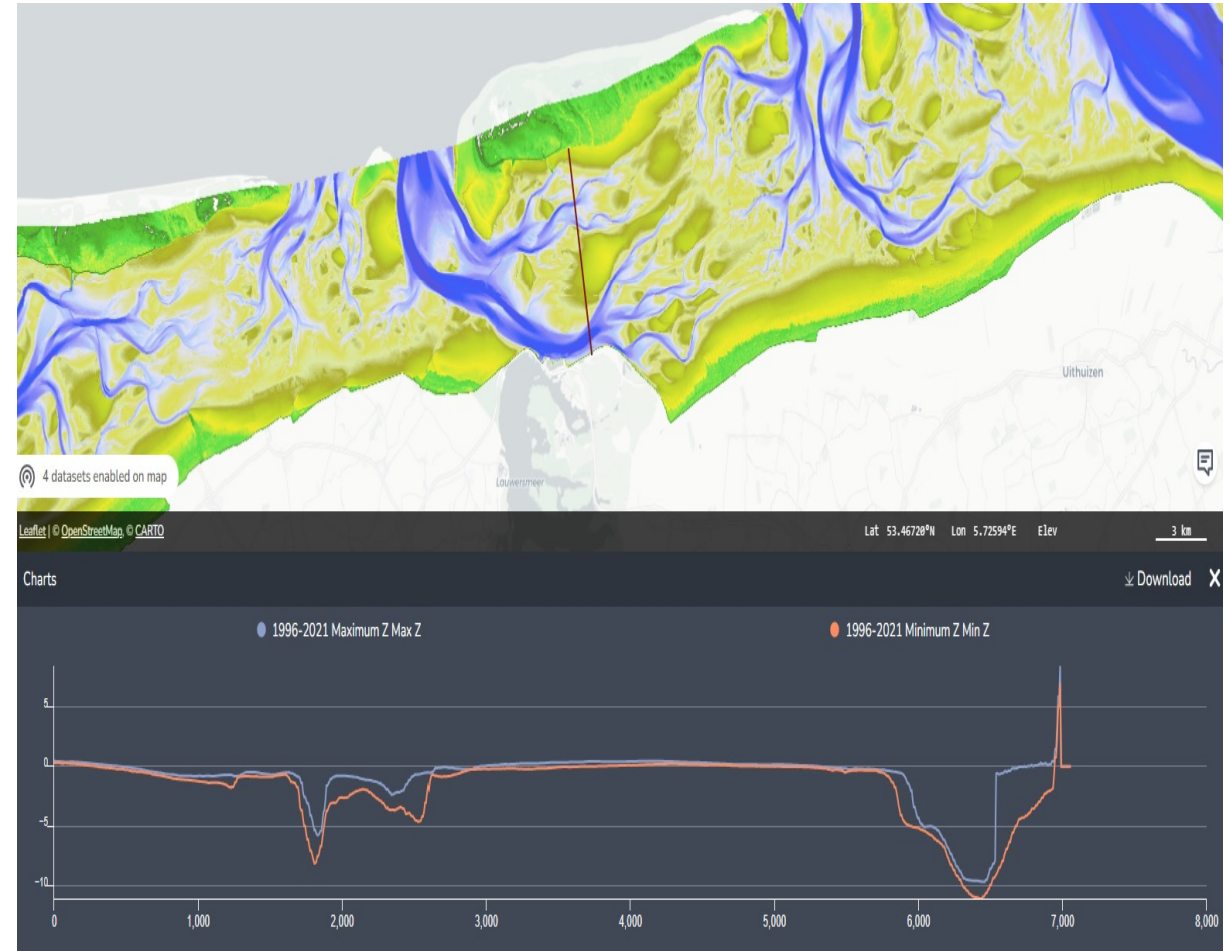 Uithuizen
4 datasets enabled on map
Lauwersmeer
Leaflet | © OpenStreetMap, © CARTO
Lat 53.46720°N Lon 5.72594°E Elev
3 km
Charts
Download X
1996-2021 Maximum Z Max Z
1996-2021 Minimum Z Min Z
5
0
-5
-10
0 1,000 2,000 3,000 4,000 5,000 6,000 7,000 8,000